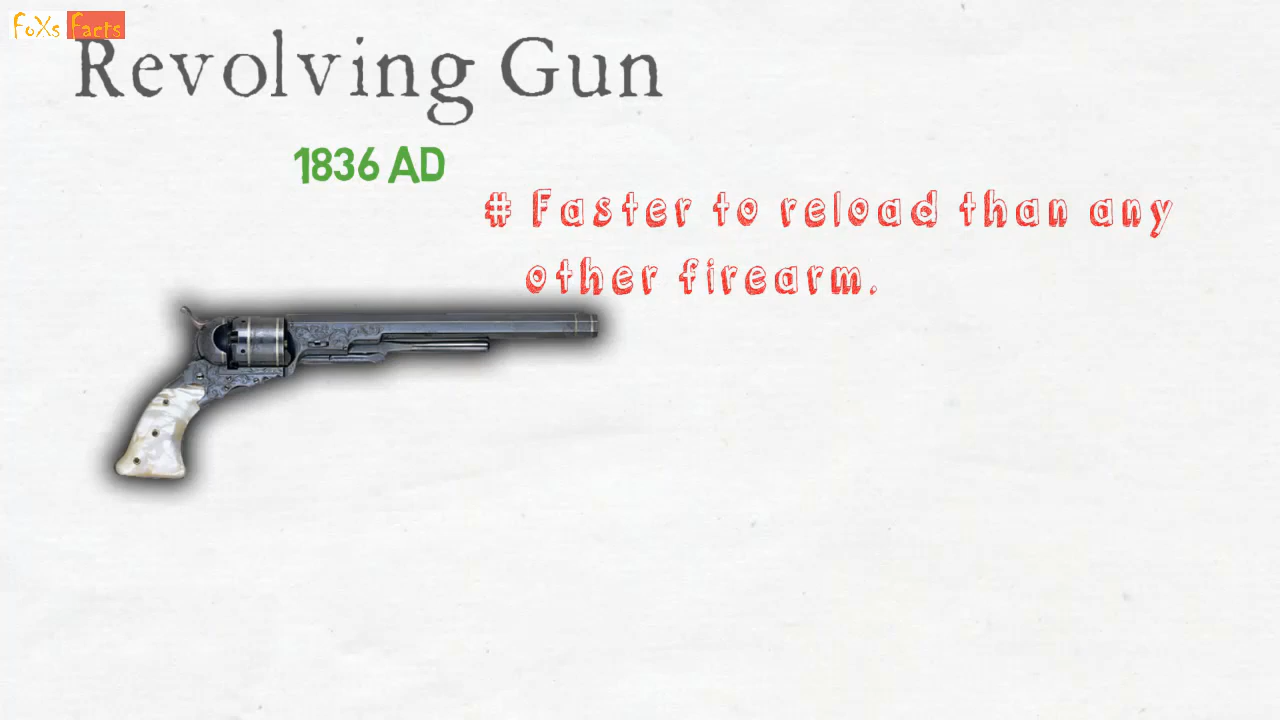 FoXs Facts
Revolving Gun
1836 AD
# Faster to reload than any
other firearm.